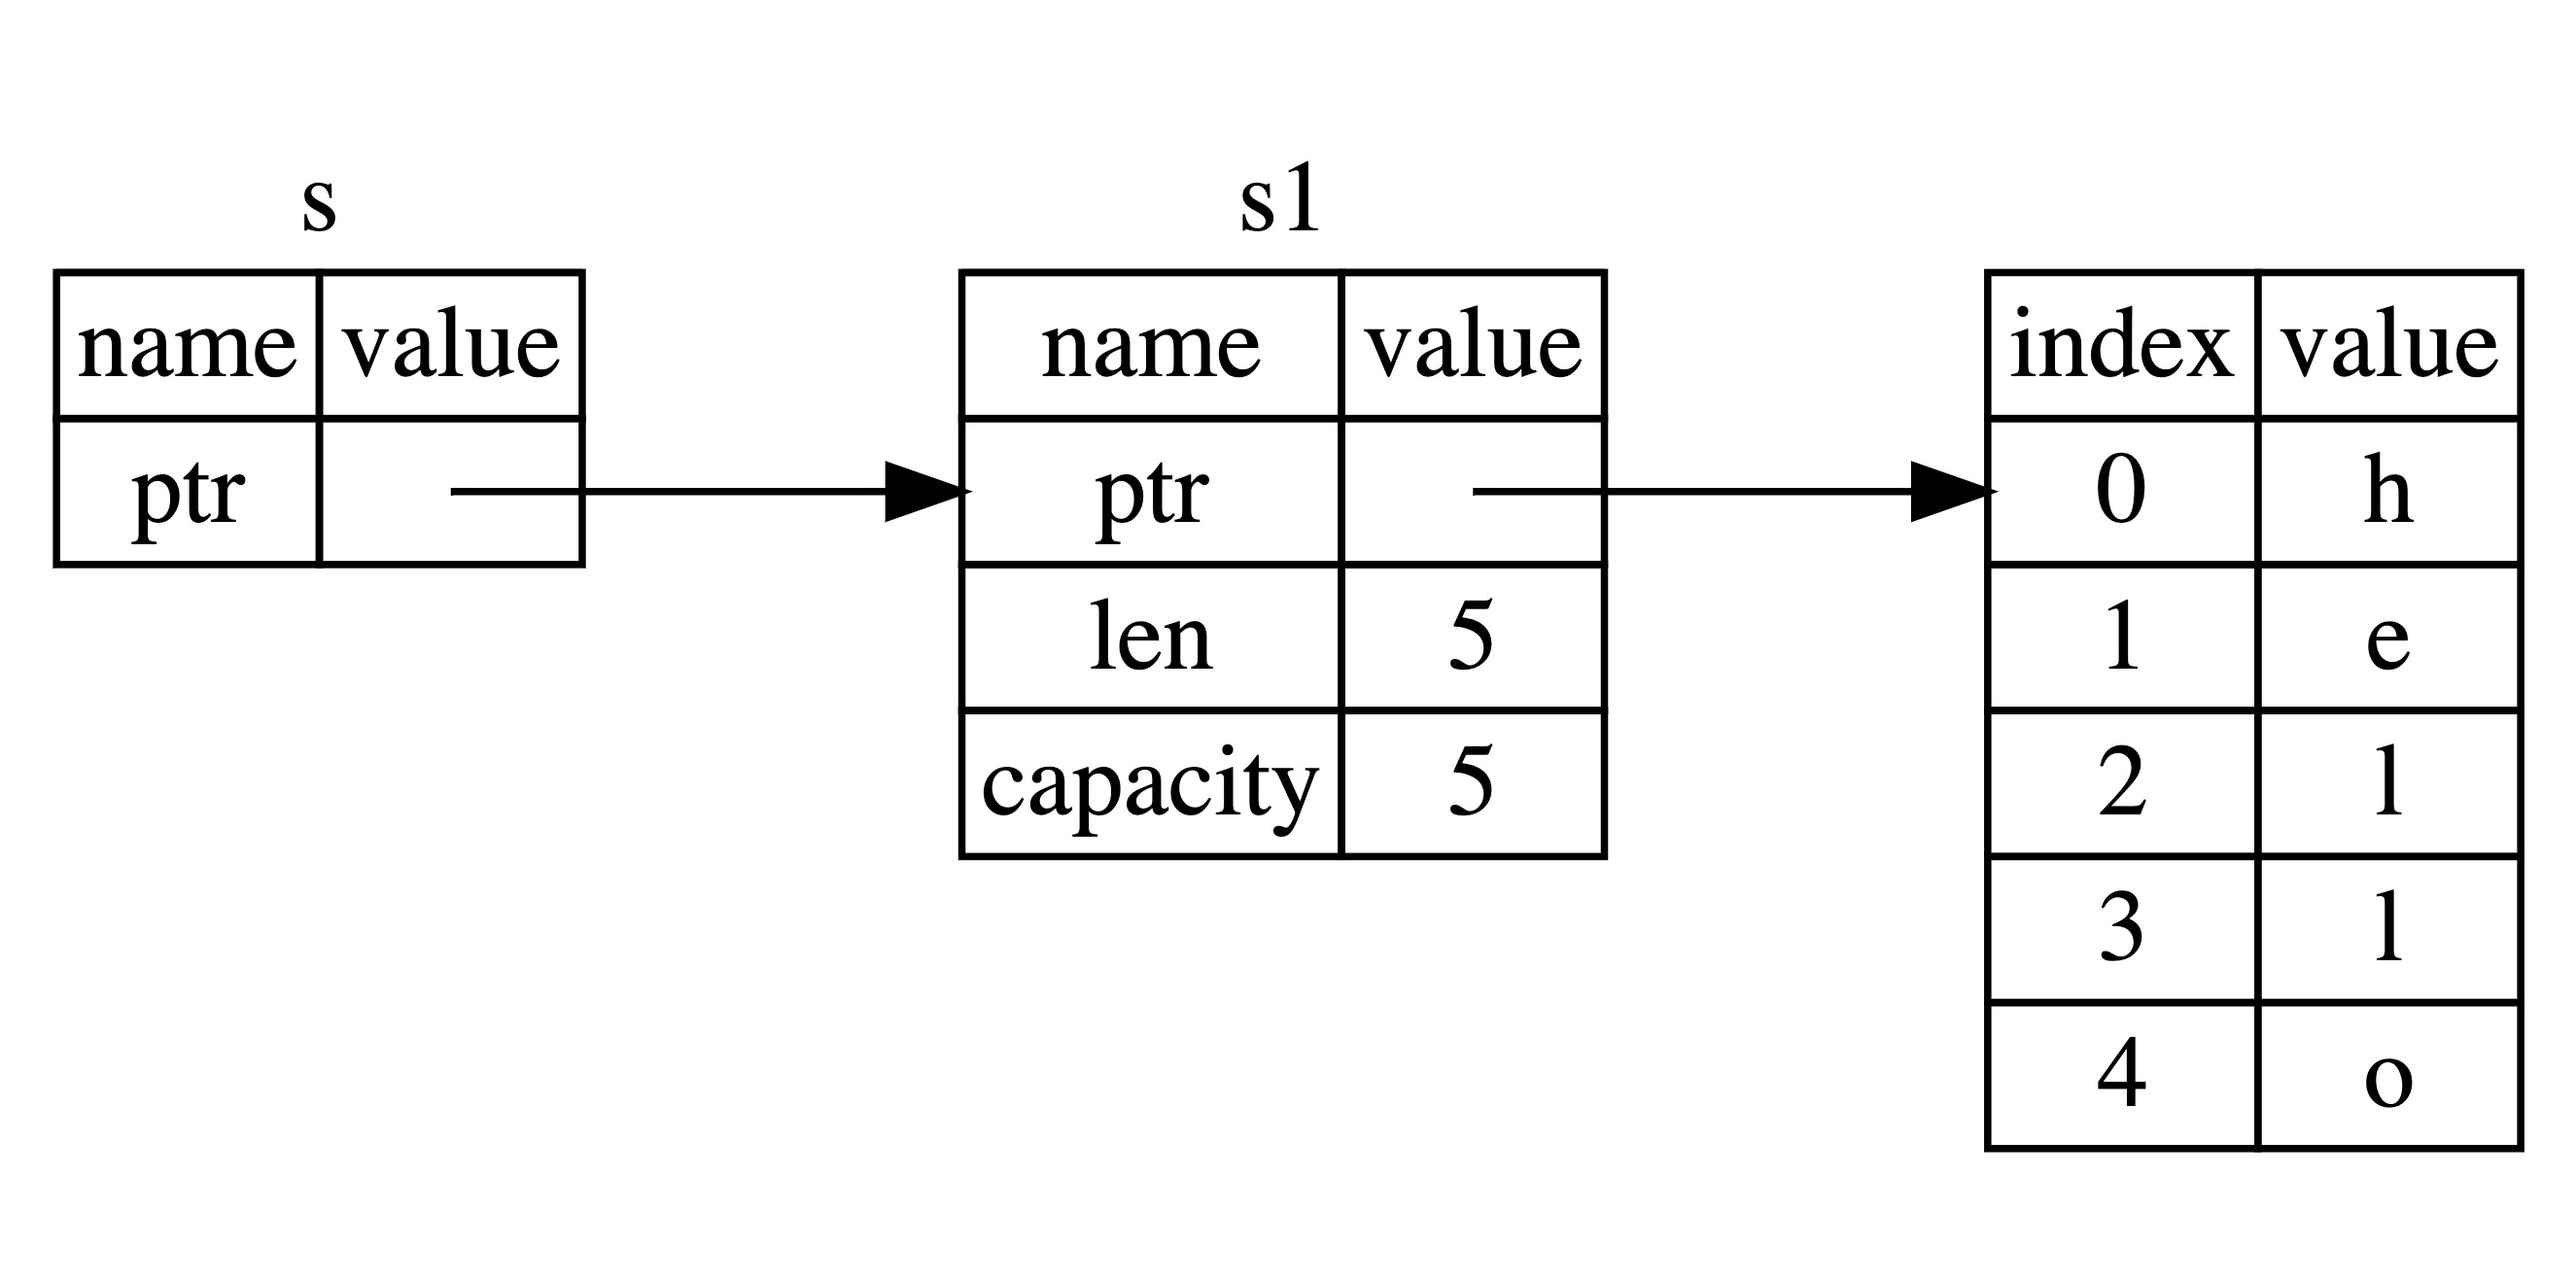 s
name value
ptr
s1
name value
ptr
len 5
capacity 5
index value
0 h
1 e
2 l
3 l
4 o